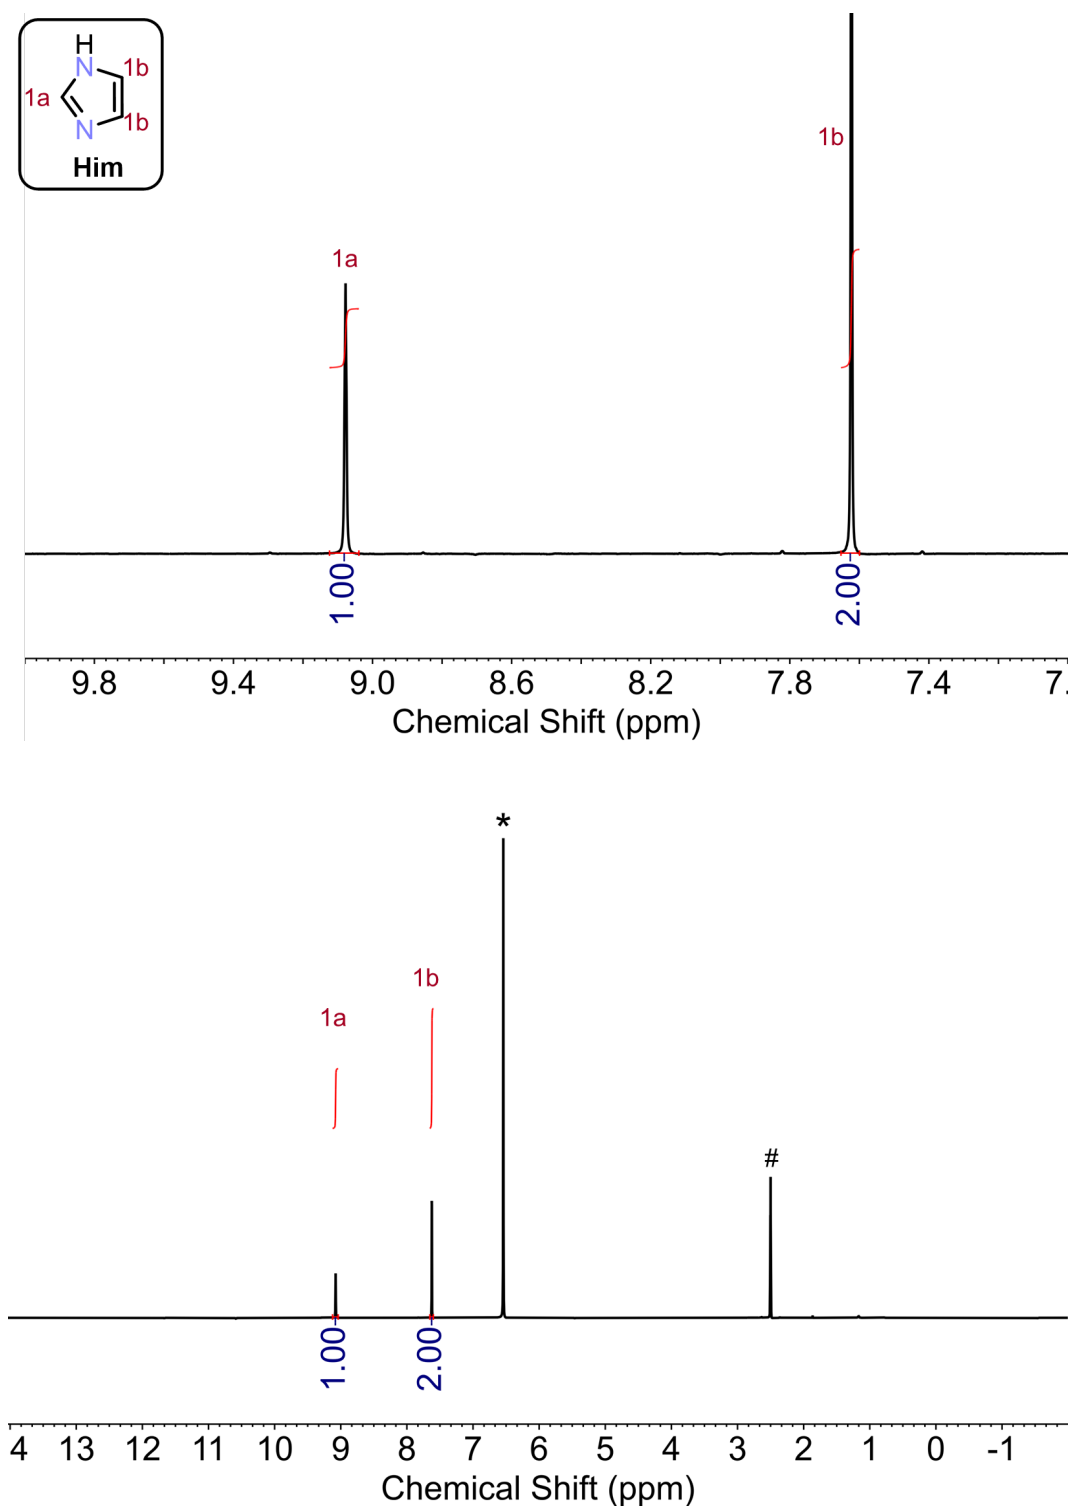 H
N
1b
1a
N
1b
Him
1b
1a
1.00
2.00
9.8 9.4 9.0 8.6 8.2 7.8 7.4 7.
Chemical Shift (ppm)
*
1b
1a
#
1.00
2.00
4 13 12 11 10 9 8 7 6 5 4 3 2 1 0 -1
Chemical Shift (ppm)